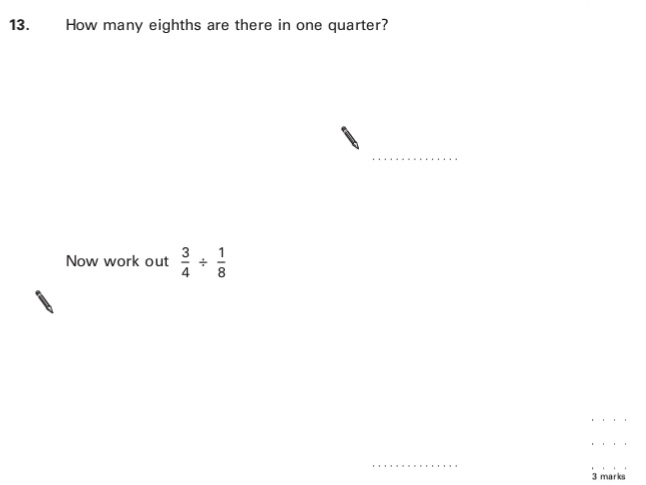 13. How many eighths are there in one quarter?
...............
Now work out 3/4 ÷ 1/8
...............
3 marks